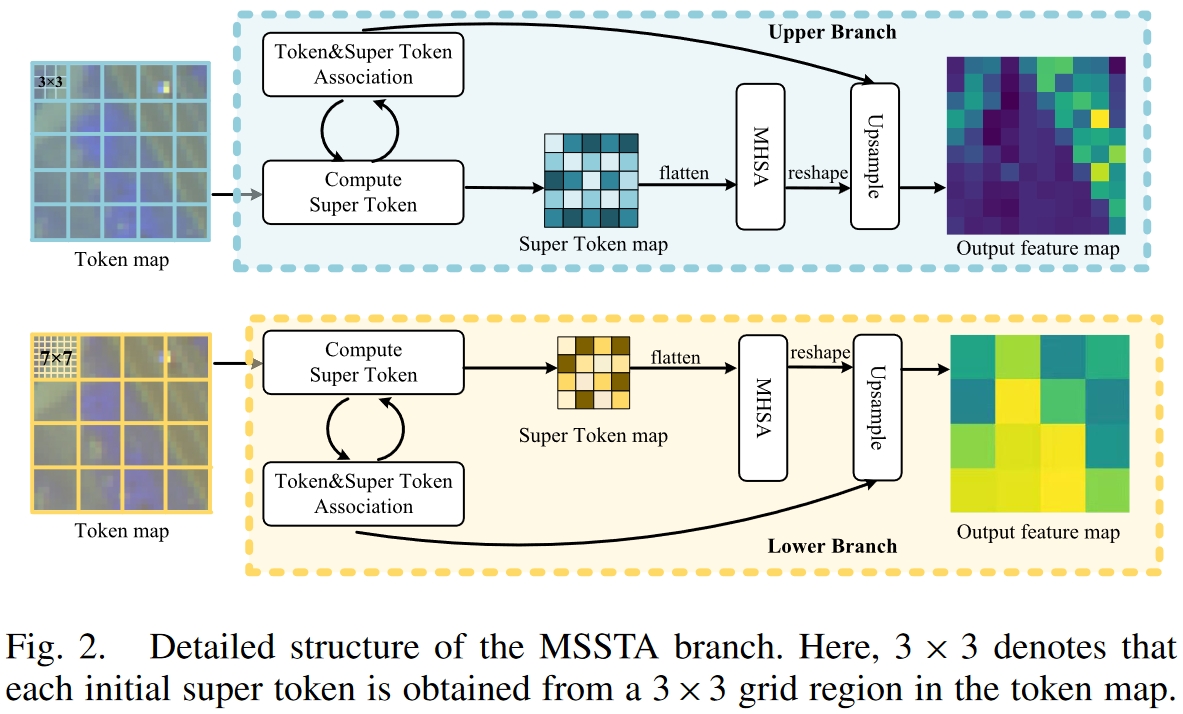 Upper Branch
3×3
Token map
Token&Super Token
Association
Compute
Super Token
Super Token map
flatten
MHSA
reshape
Upsample
Output feature map
7×7
Token map
Compute
Super Token
Token&Super Token
Association
Super Token map
flatten
MHSA
reshape
Upsample
Output feature map
Lower Branch
Fig. 2. Detailed structure of the MSSTA branch. Here, 3 × 3 denotes that
each initial super token is obtained from a 3 × 3 grid region in the token map.